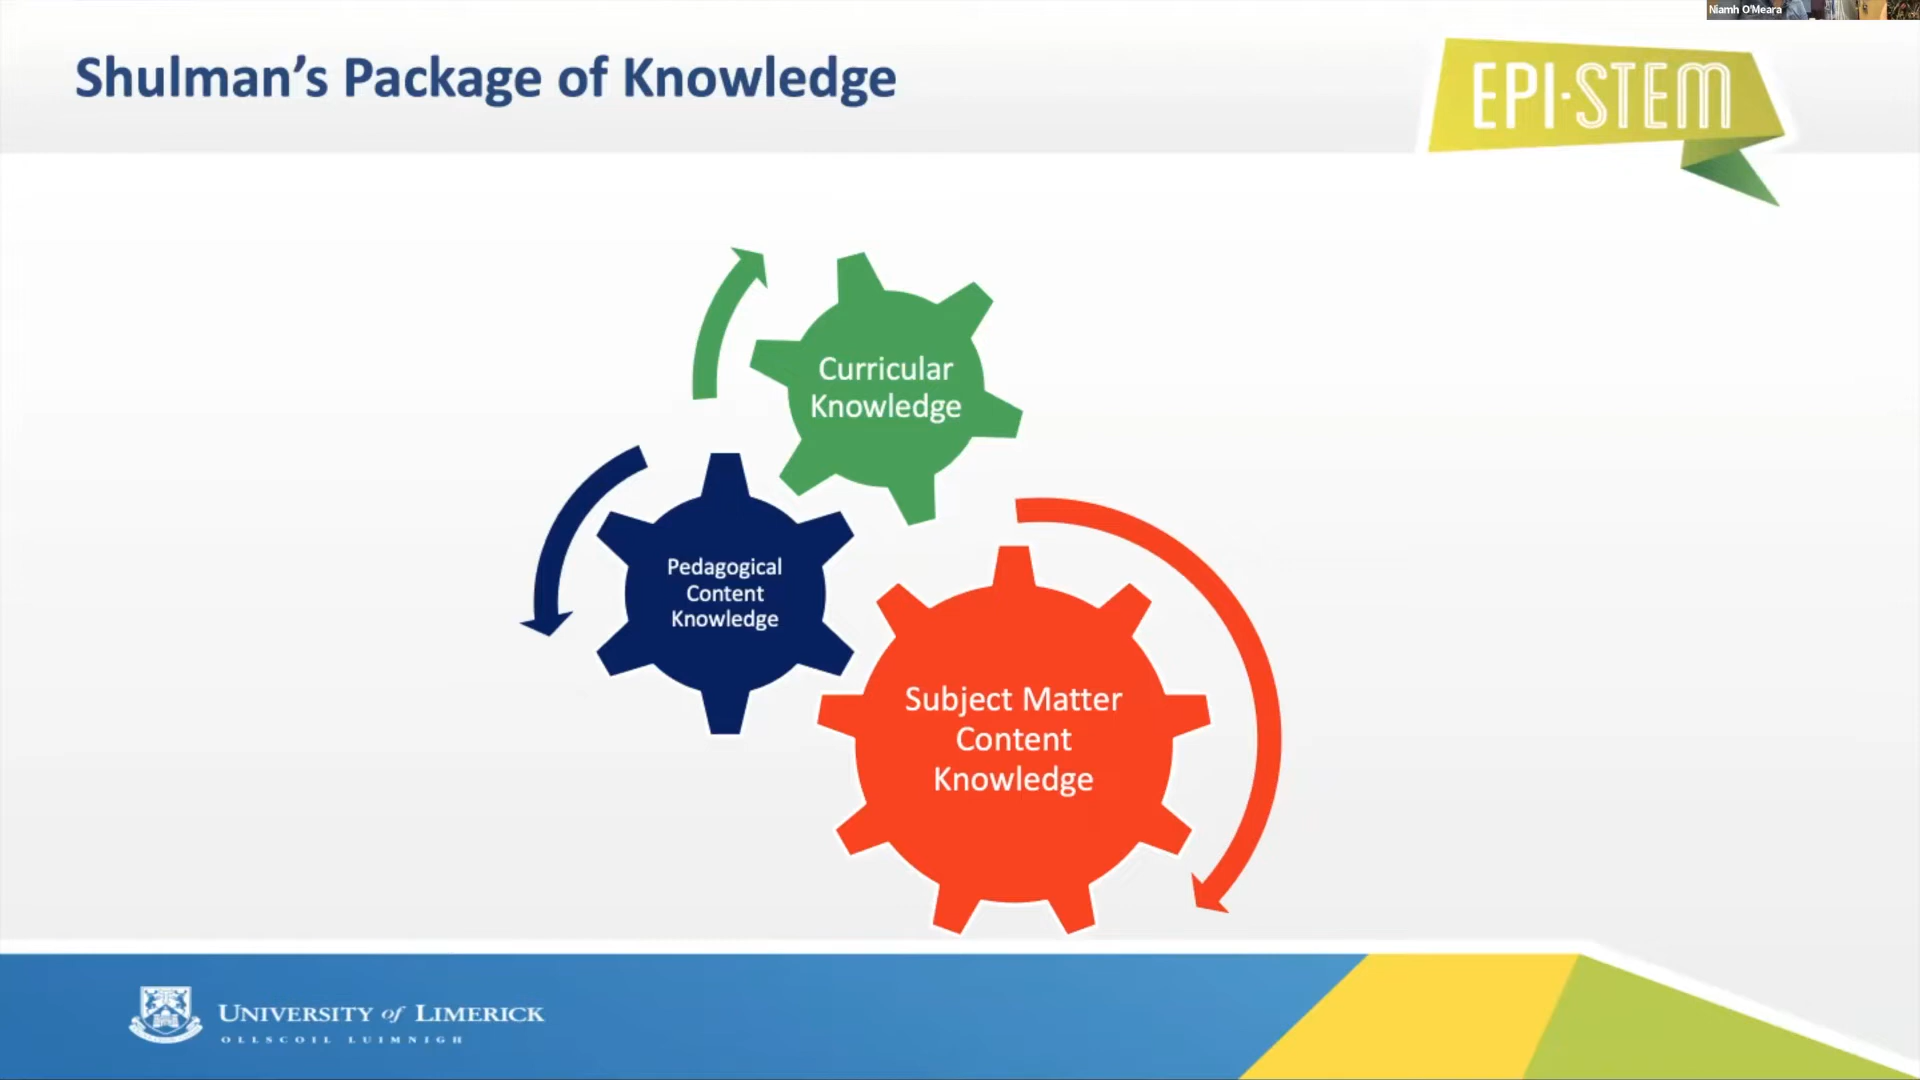 Niamh O'Meara
Shulman's Package of Knowledge
EPI·STEM
Curricular
Knowledge
Pedagogical
Content
Knowledge
Subject Matter
Content
Knowledge
UNIVERSITY of LIMERICK
OLLSCOIL LUIMNIGH